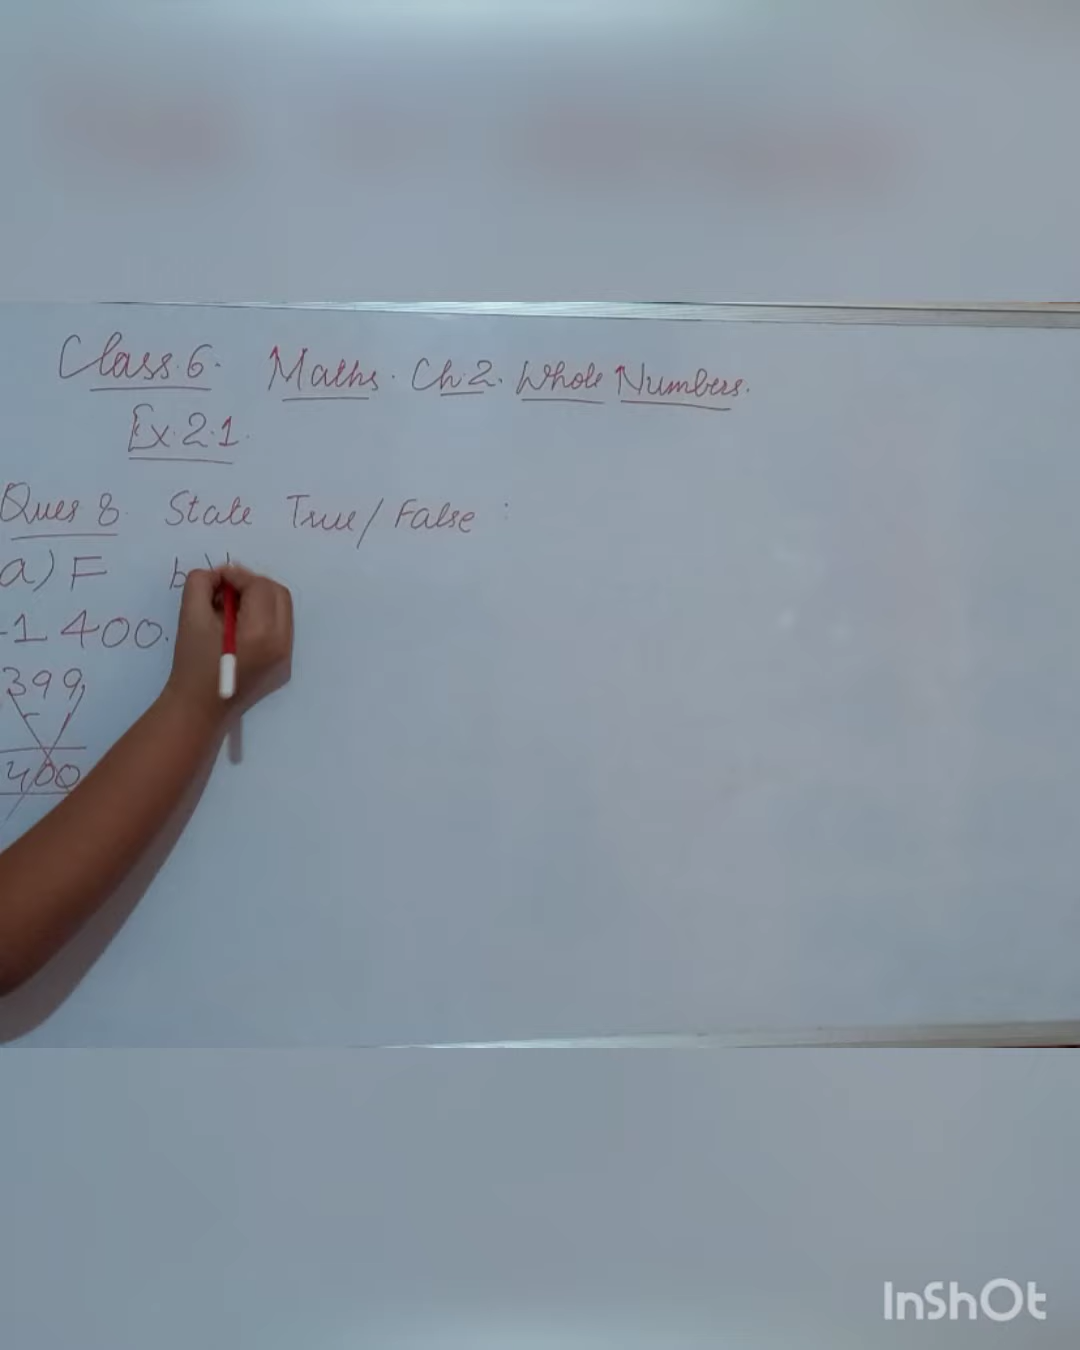 Class.6. Maths. Ch.2. Whole Numbers.
Ex.2.1.
Ques 8. State True/False:
a) F b)
-1 400.
399
400
InShOt